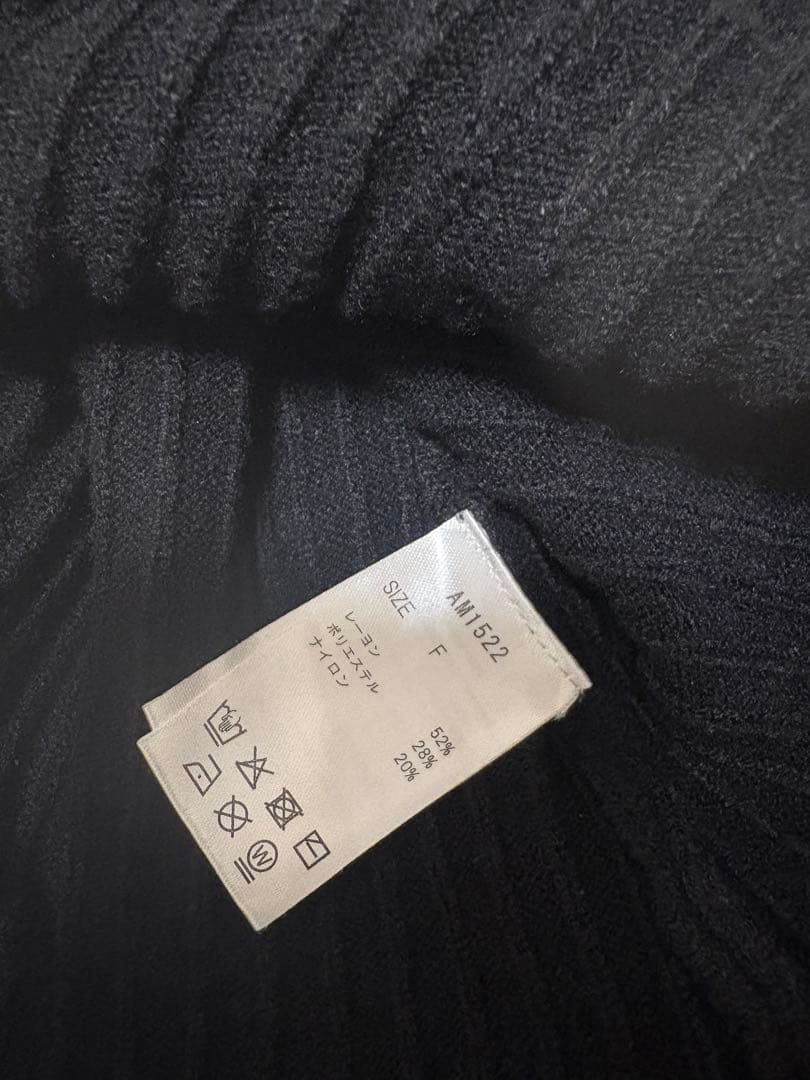 AM1522
SIZE F
レーヨン 52%
ポリエステル 28%
ナイロン 20%
W